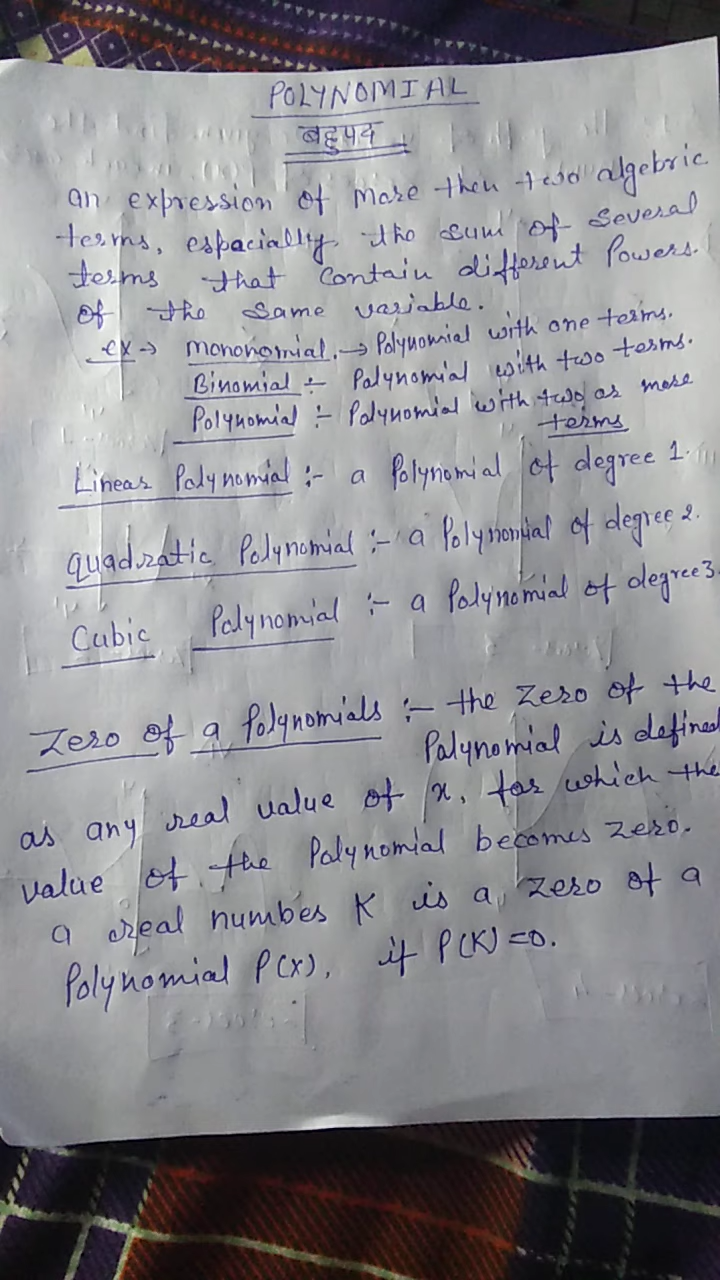 POLYNOMIAL
बहुपद
an expression of more then two algebric
terms, espacially the sum of several
terms that contain different Powers.
of the same variable.
ex → monomial. → Polynomial with one terms.
Binomial :- Polynomial with two terms.
Polynomial :- Polynomial with two or more
terms
Linear Polynomial :- a Polynomial of degree 1.
quadratic Polynomial :- a Polynomial of degree 2.
Cubic Polynomial :- a Polynomial of degree 3.
Zero of a Polynomials :- the zero of the
Polynomial is defined
as any real value of x, for which the
value of the Polynomial becomes zero.
a real number K is a zero of a
Polynomial P(x), if P(K)=0.